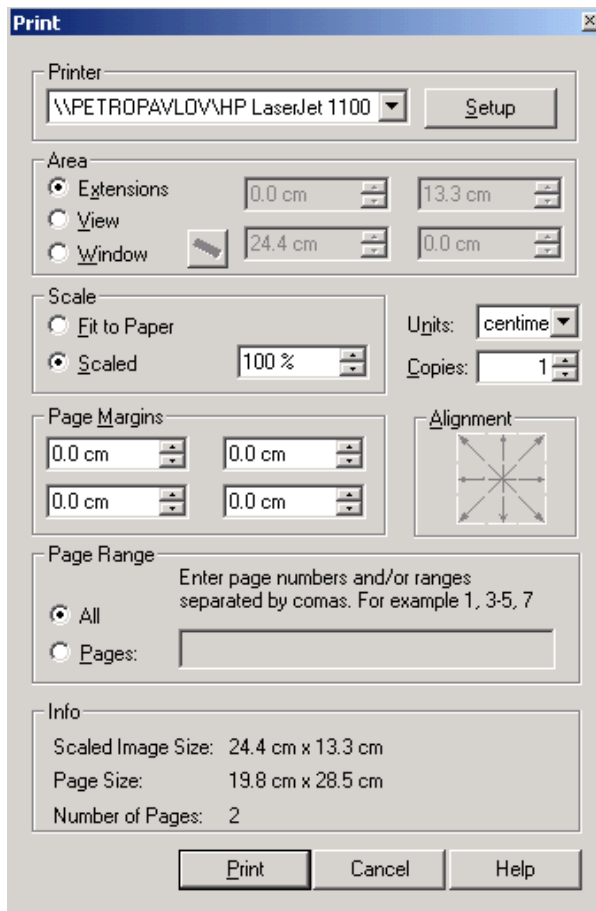 Print
Printer
\\PETROPAVLOV\HP LaserJet 1100
Setup
Area
Extensions
0.0 cm
13.3 cm
View
Window
24.4 cm
0.0 cm
Scale
Fit to Paper
Scaled
100 %
Units:
centime
Copies:
1
Page Margins
0.0 cm
0.0 cm
0.0 cm
0.0 cm
Alignment
Page Range
Enter page numbers and/or ranges
separated by comas. For example 1, 3-5, 7
All
Pages:
Info
Scaled Image Size: 24.4 cm x 13.3 cm
Page Size: 19.8 cm x 28.5 cm
Number of Pages: 2
Print
Cancel
Help